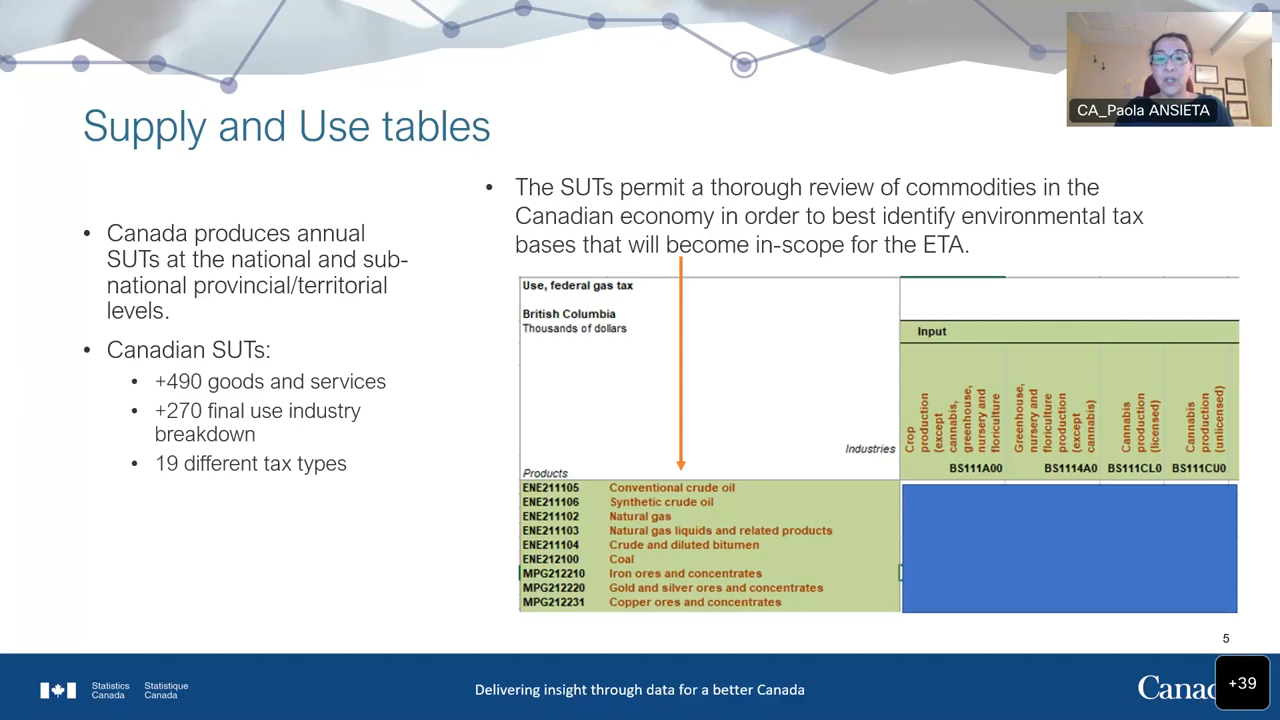 CA_Paola ANSIETA
Supply and Use tables
• Canada produces annual
SUTs at the national and sub-
national provincial/territorial
levels.
• Canadian SUTs:
• +490 goods and services
• +270 final use industry
breakdown
• 19 different tax types
• The SUTs permit a thorough review of commodities in the
Canadian economy in order to best identify environmental tax
bases that will become in-scope for the ETA.
Use, federal gas tax
British Columbia
Thousands of dollars
Input
Industries
Crop
production
(except
cannabis,
greenhouse,
nursery and
floriculture
Greenhouse,
nursery and
floriculture
production
(except
cannabis)
Cannabis
production
(licensed)
Cannabis
production
(unlicensed)
BS111A00 BS1114A0 BS111CL0 BS111CU0
Products
ENE211105 Conventional crude oil
ENE211106 Synthetic crude oil
ENE211102 Natural gas
ENE211103 Natural gas liquids and related products
ENE211104 Crude and diluted bitumen
ENE212100 Coal
MPG212210 Iron ores and concentrates
MPG212220 Gold and silver ores and concentrates
MPG212231 Copper ores and concentrates
5
Statistics Statistique
Canada Canada
Delivering insight through data for a better Canada
Canad
+39